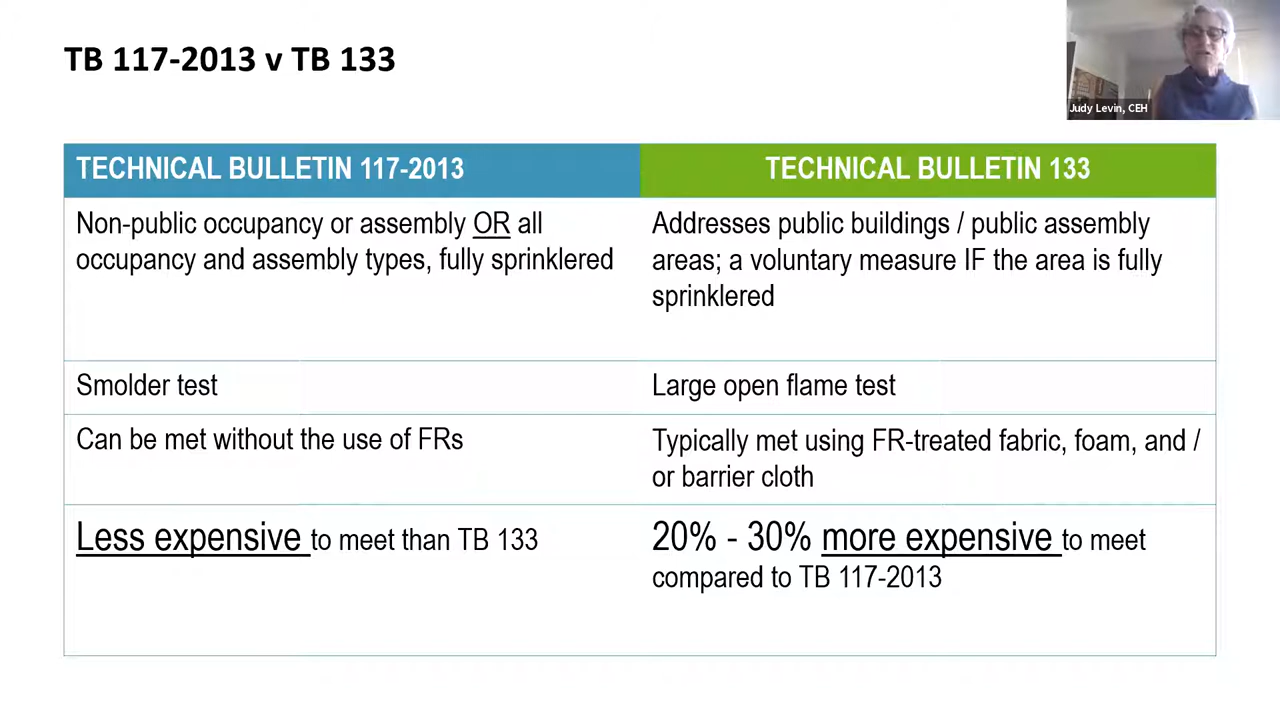 TB 117-2013 v TB 133
Judy Levin, CEH
TECHNICAL BULLETIN 117-2013
TECHNICAL BULLETIN 133
Non-public occupancy or assembly OR all
occupancy and assembly types, fully sprinklered
Addresses public buildings / public assembly
areas; a voluntary measure IF the area is fully
sprinklered
Smolder test
Large open flame test
Can be met without the use of FRs
Typically met using FR-treated fabric, foam, and /
or barrier cloth
Less expensive to meet than TB 133
20% - 30% more expensive to meet
compared to TB 117-2013